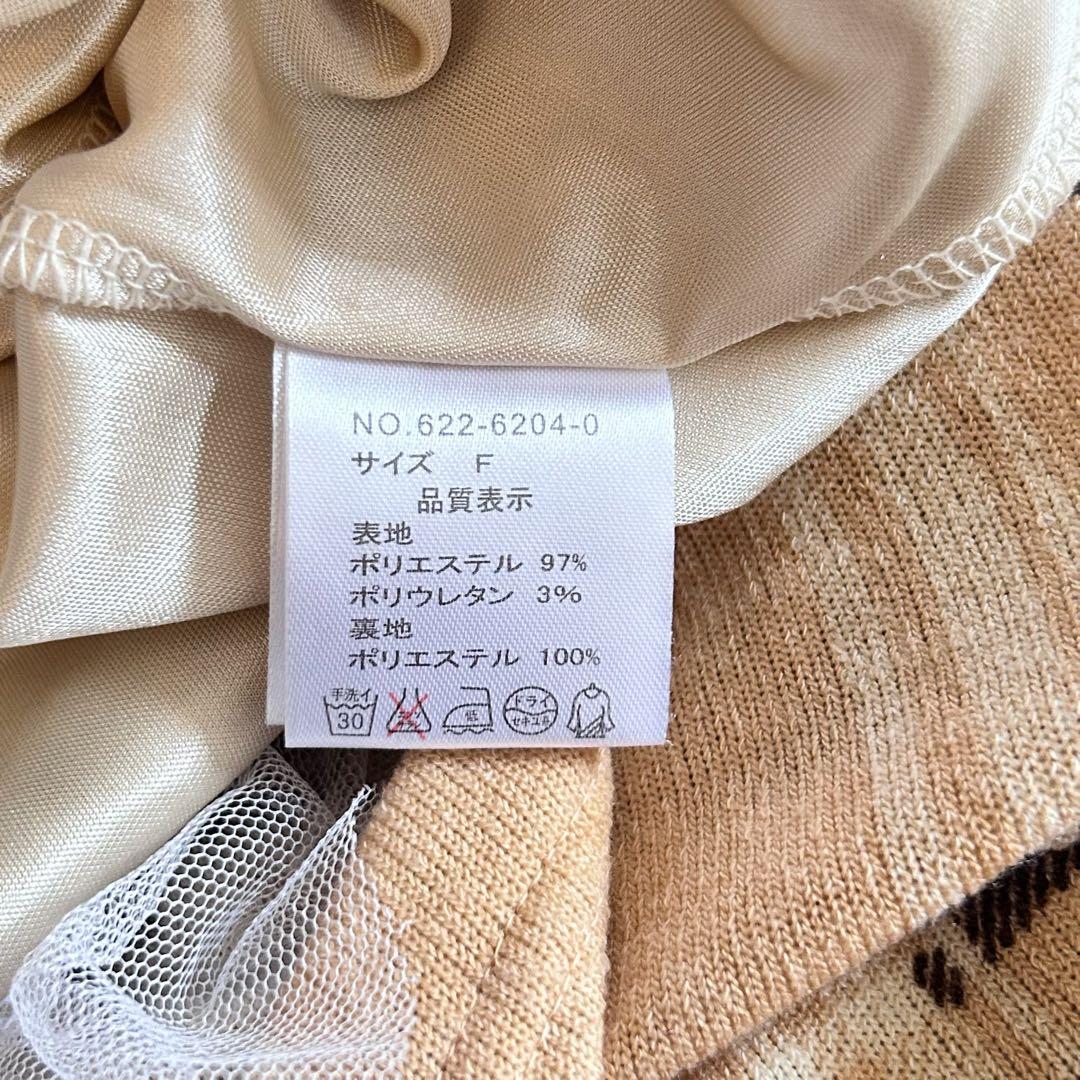 NO.622-6204-0
サイズ F
品質表示
表地
ポリエステル 97%
ポリウレタン 3%
裏地
ポリエステル 100%
手洗イ
30
低
ドライ
セキユ系